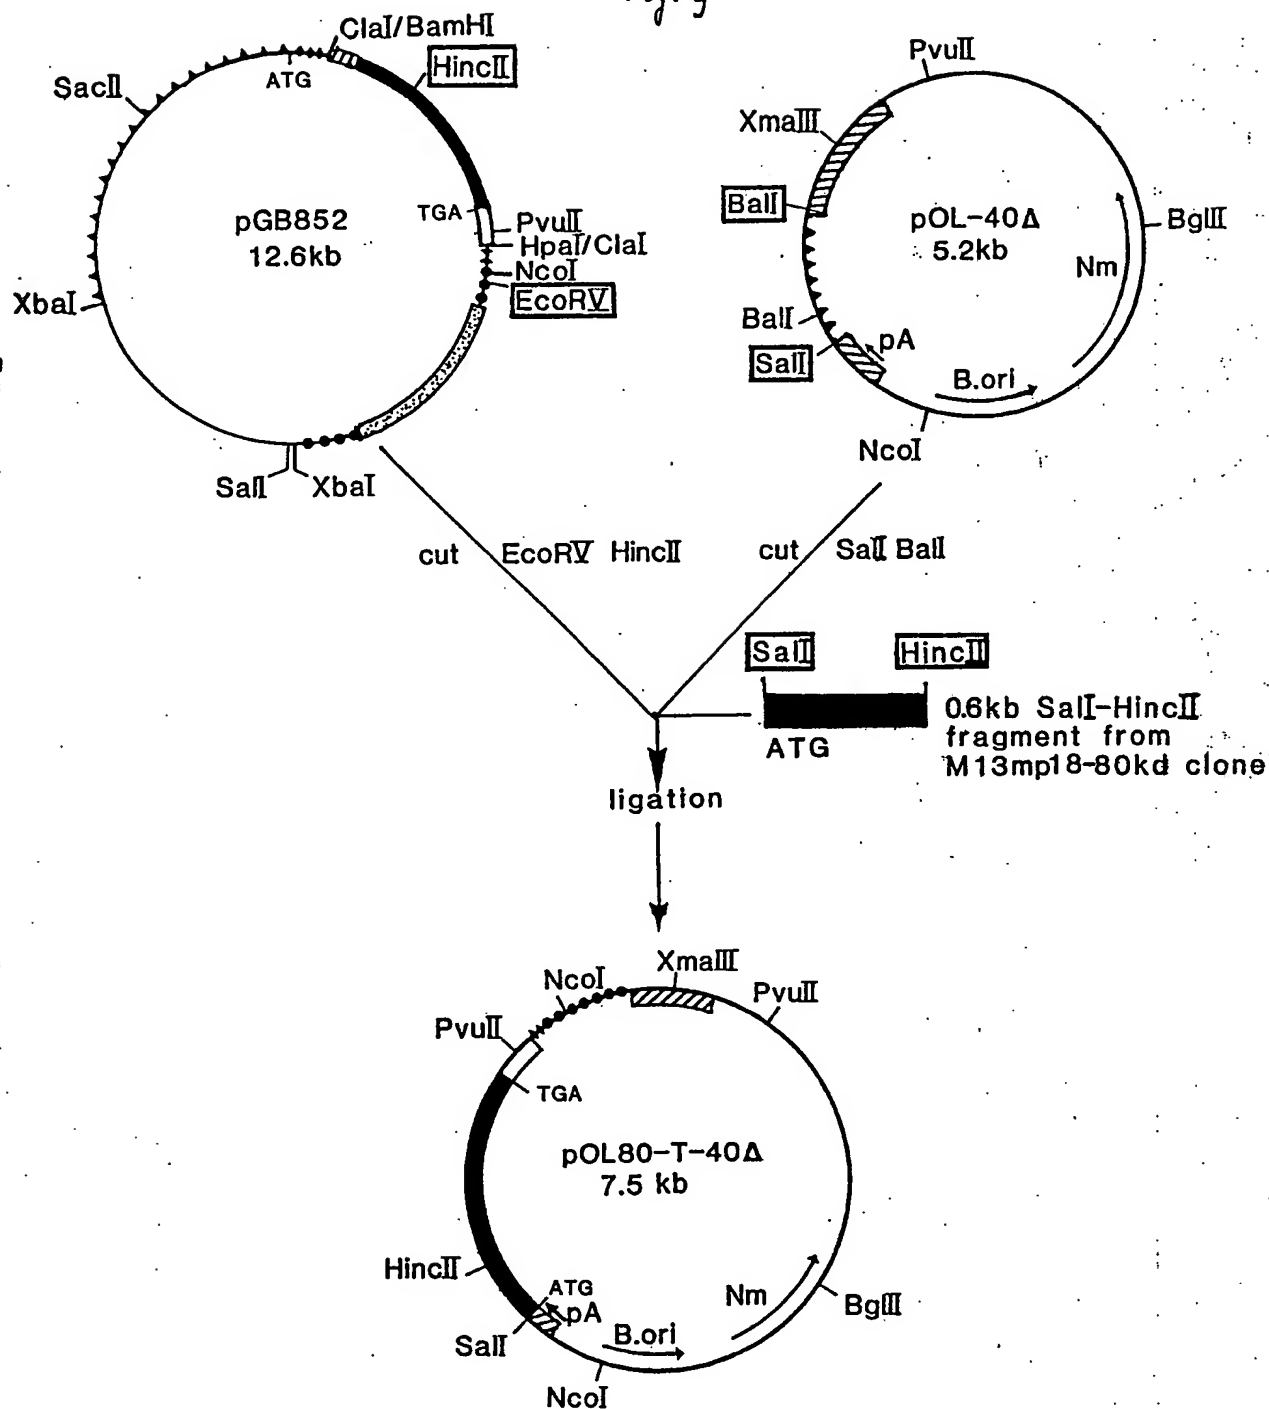 Fig. 9
ClaI/BamHI
HincII
ATG
SacII
pGB852
12.6kb
TGA
PvuII
HpaI/ClaI
NcoI
EcoRV
XbaI
SalI
XbaI
PvuII
XmaIII
BalI
pOL-40Δ
5.2kb
BglII
Nm
BalI
pA
SalI
B.ori
NcoI
cut EcoRV HincII
cut SalI BalI
SalI
HincII
ATG
0.6kb SalI-HincII
fragment from
M13mp18-80kd clone
ligation
XmaIII
NcoI
PvuII
PvuII
TGA
pOL80-T-40Δ
7.5 kb
HincII
ATG
pA
Nm
BglII
SalI
B.ori
NcoI